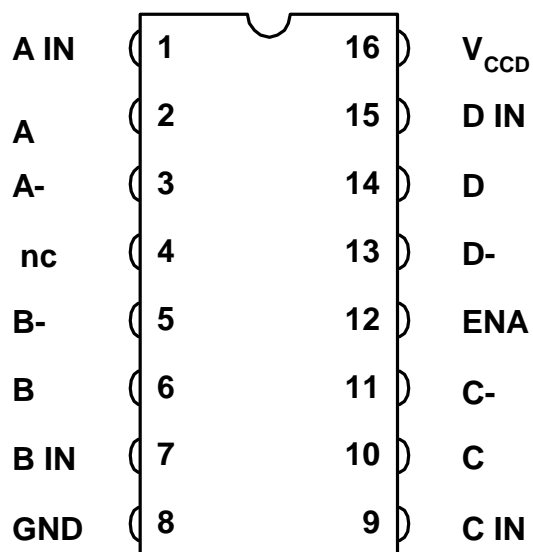 A IN 1 16 V_CCD
A 2 15 D IN
A- 3 14 D
nc 4 13 D-
B- 5 12 ENA
B 6 11 C-
B IN 7 10 C
GND 8 9 C IN